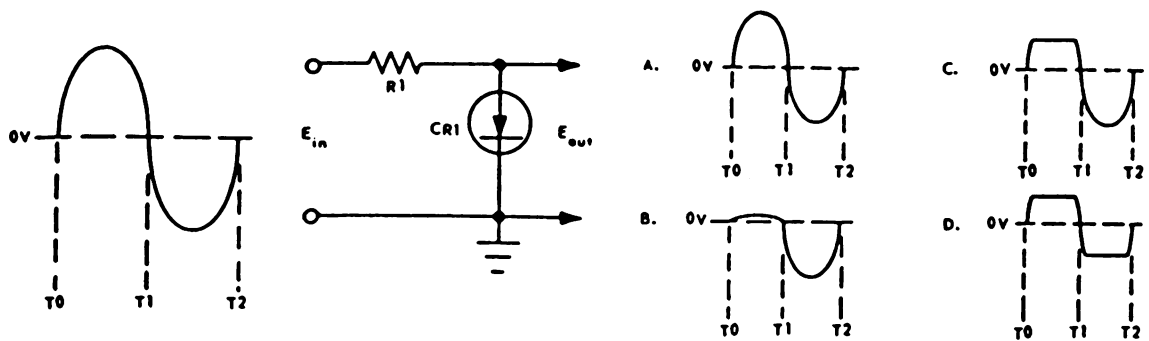 0V
T0 T1 T2
R1
E in
CR1
E out
A. 0V
T0 T1 T2
B. 0V
T0 T1 T2
C. 0V
T0 T1 T2
D. 0V
T0 T1 T2